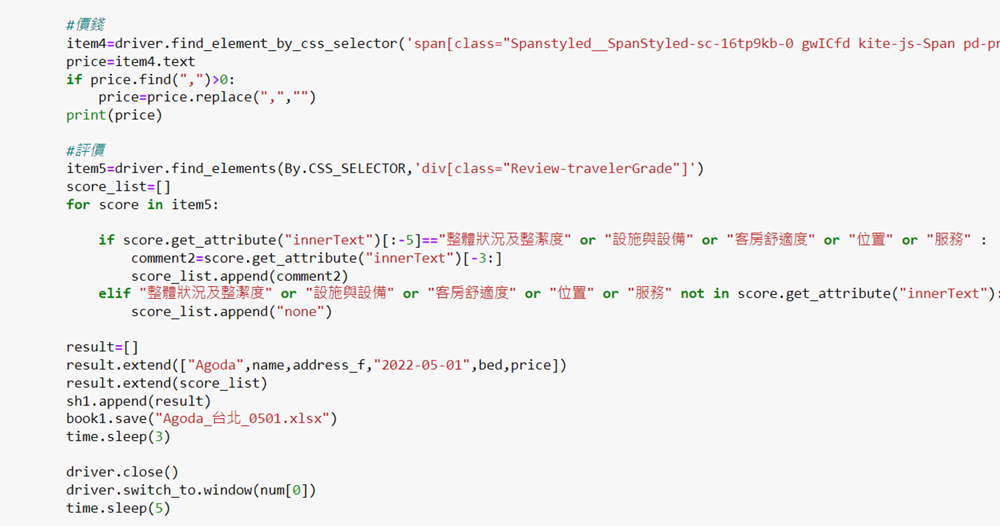 #價錢
item4=driver.find_element_by_css_selector('span[class="Spanstyled__SpanStyled-sc-16tp9kb-0 gwICfd kite-js-Span
price=item4.text
if price.find(",")>0:
price=price.replace(",","")
print(price)
#評價
item5=driver.find_elements(By.CSS_SELECTOR,'div[class="Review-travelerGrade"]')
score_list=[]
for score in item5:
if score.get_attribute("innerText")[:-5]=="整體狀況及整潔度" or "設施與設備" or "客房舒適度" or "位置" or "服務" :
comment2=score.get_attribute("innerText")[-3:]
score_list.append(comment2)
elif "整體狀況及整潔度" or "設施與設備" or "客房舒適度" or "位置" or "服務" not in score.get_attribute("innerText"):
score_list.append("none")
result=[]
result.extend(["Agoda",name,address_f,"2022-05-01",bed,price])
result.extend(score_list)
sh1.append(result)
book1.save("Agoda_台北_0501.xlsx")
time.sleep(3)
driver.close()
driver.switch_to.window(num[0])
time.sleep(5)